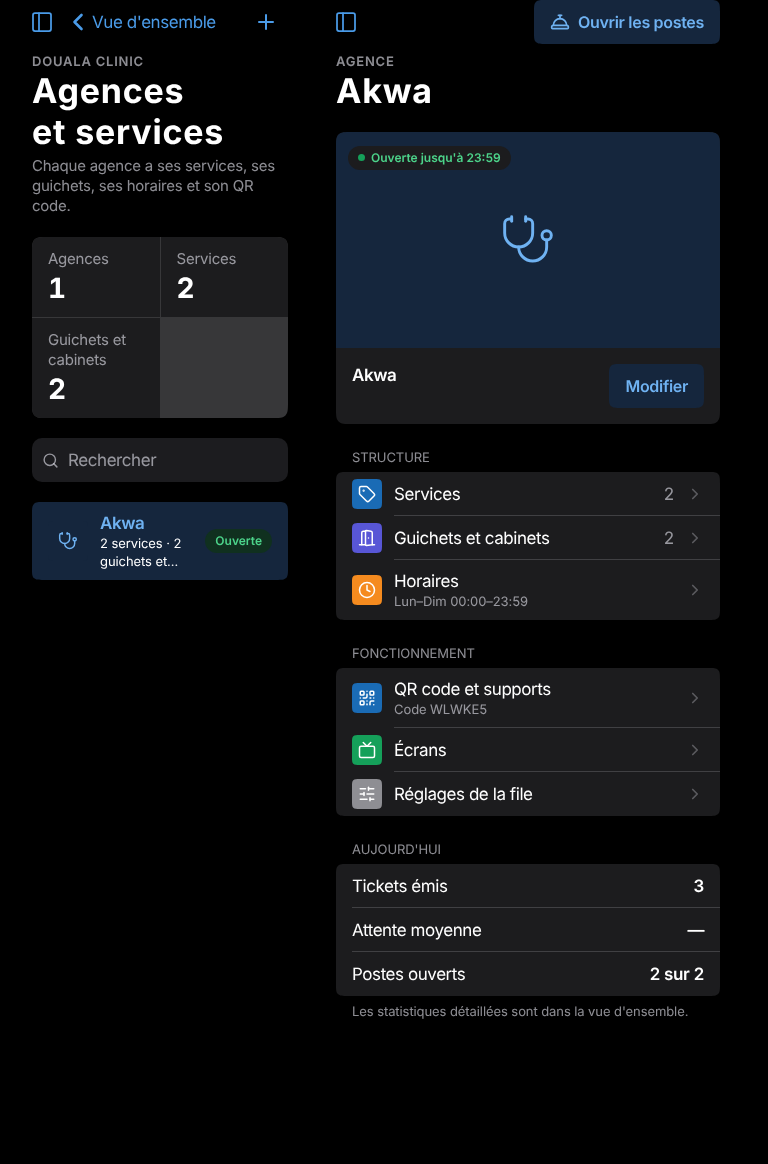 Vue d'ensemble
DOUALA CLINIC
Agences
et services
Chaque agence a ses services, ses
guichets, ses horaires et son QR
code.
Agences
1
Services
2
Guichets et
cabinets
2
Rechercher
Akwa
2 services · 2
guichets et...
Ouverte
Ouvrir les postes
AGENCE
Akwa
Ouverte jusqu'à 23:59
Akwa
Modifier
STRUCTURE
Services 2
Guichets et cabinets 2
Horaires
Lun–Dim 00:00–23:59
FONCTIONNEMENT
QR code et supports
Code WLWKE5
Écrans
Réglages de la file
AUJOURD'HUI
Tickets émis 3
Attente moyenne —
Postes ouverts 2 sur 2
Les statistiques détaillées sont dans la vue d'ensemble.